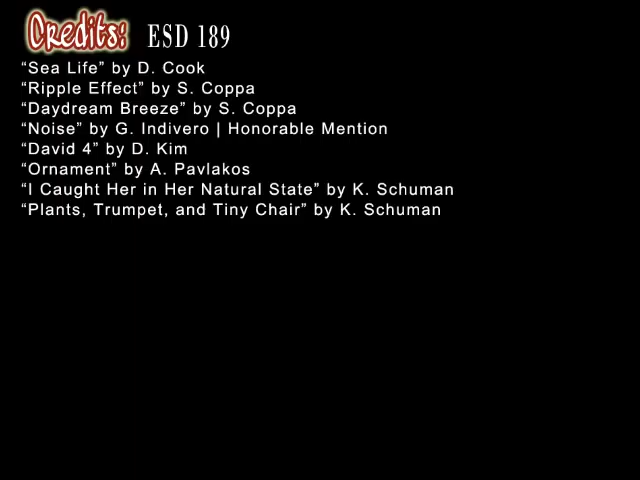 Credits: ESD 189
“Sea Life” by D. Cook
“Ripple Effect” by S. Coppa
“Daydream Breeze” by S. Coppa
“Noise” by G. Indivero | Honorable Mention
“David 4” by D. Kim
“Ornament” by A. Pavlakos
“I Caught Her in Her Natural State” by K. Schuman
“Plants, Trumpet, and Tiny Chair” by K. Schuman